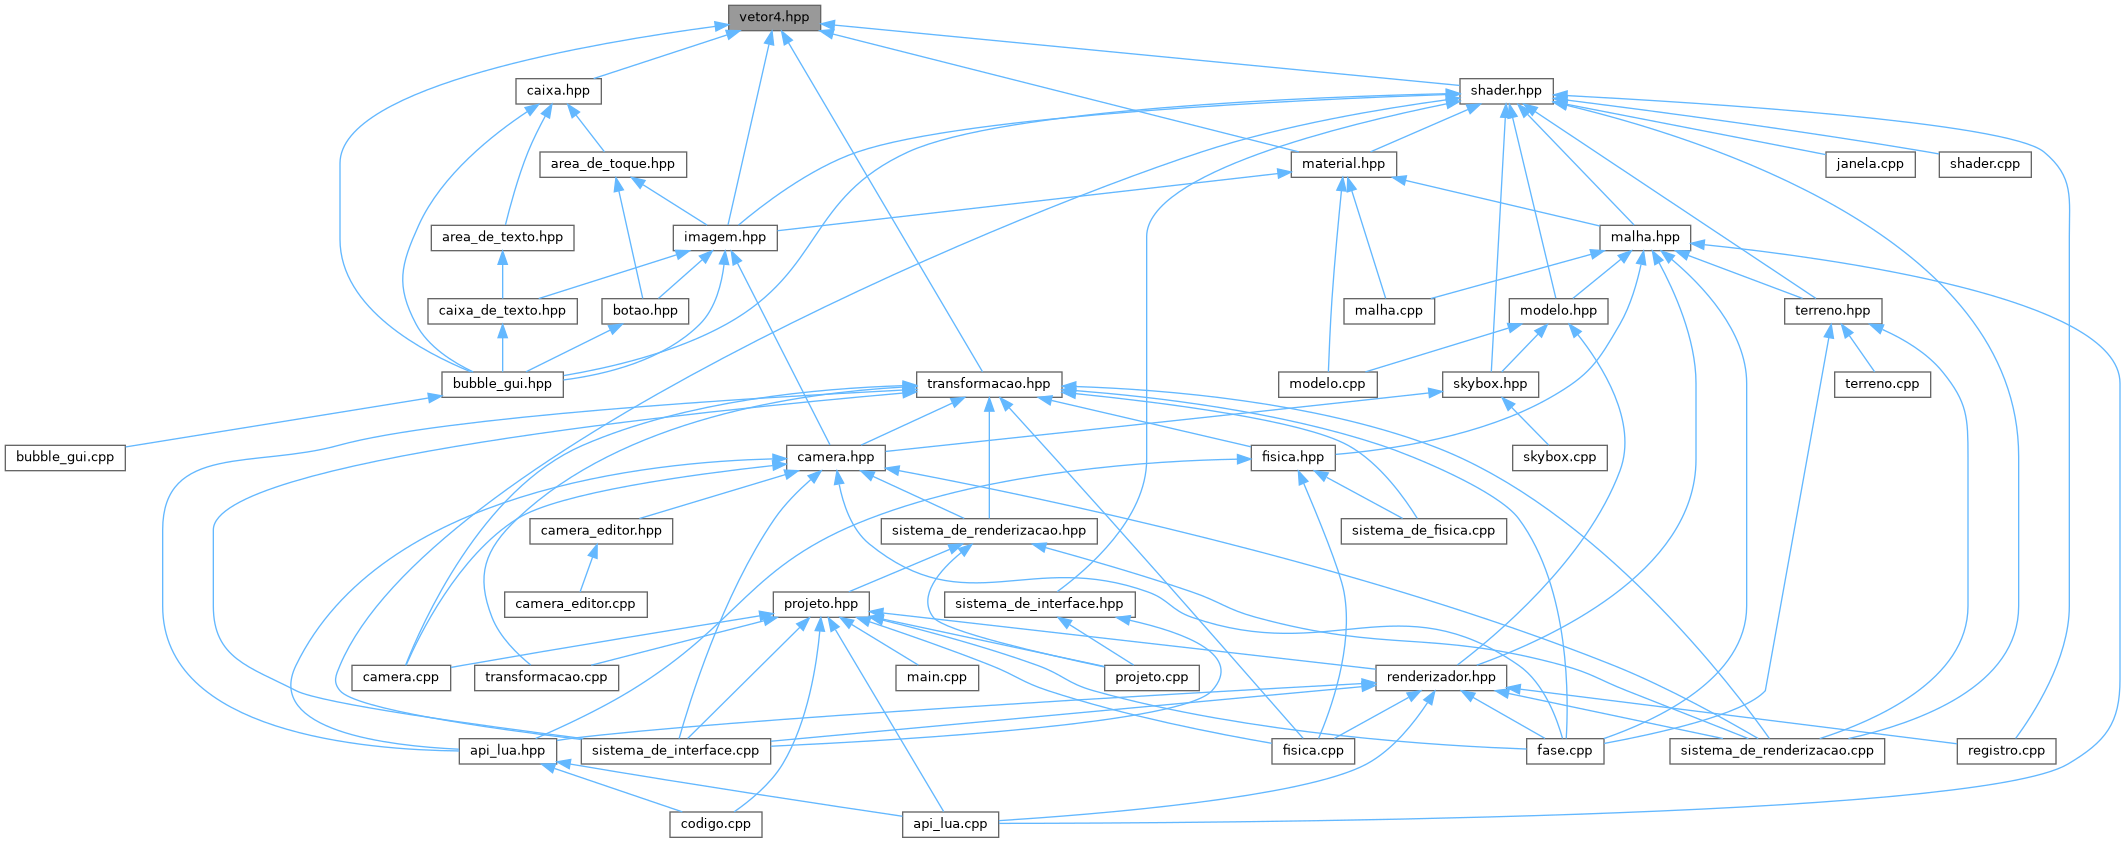 vetor4.hpp
caixa.hpp
shader.hpp
area_de_toque.hpp
material.hpp
janela.cpp
shader.cpp
area_de_texto.hpp
imagem.hpp
malha.hpp
caixa_de_texto.hpp
botao.hpp
malha.cpp
modelo.hpp
terreno.hpp
bubble_gui.hpp
transformacao.hpp
modelo.cpp
skybox.hpp
terreno.cpp
bubble_gui.cpp
camera.hpp
fisica.hpp
skybox.cpp
camera_editor.hpp
sistema_de_renderizacao.hpp
sistema_de_fisica.cpp
camera_editor.cpp
projeto.hpp
sistema_de_interface.hpp
camera.cpp
transformacao.cpp
main.cpp
projeto.cpp
renderizador.hpp
api_lua.hpp
sistema_de_interface.cpp
fisica.cpp
fase.cpp
sistema_de_renderizacao.cpp
registro.cpp
codigo.cpp
api_lua.cpp